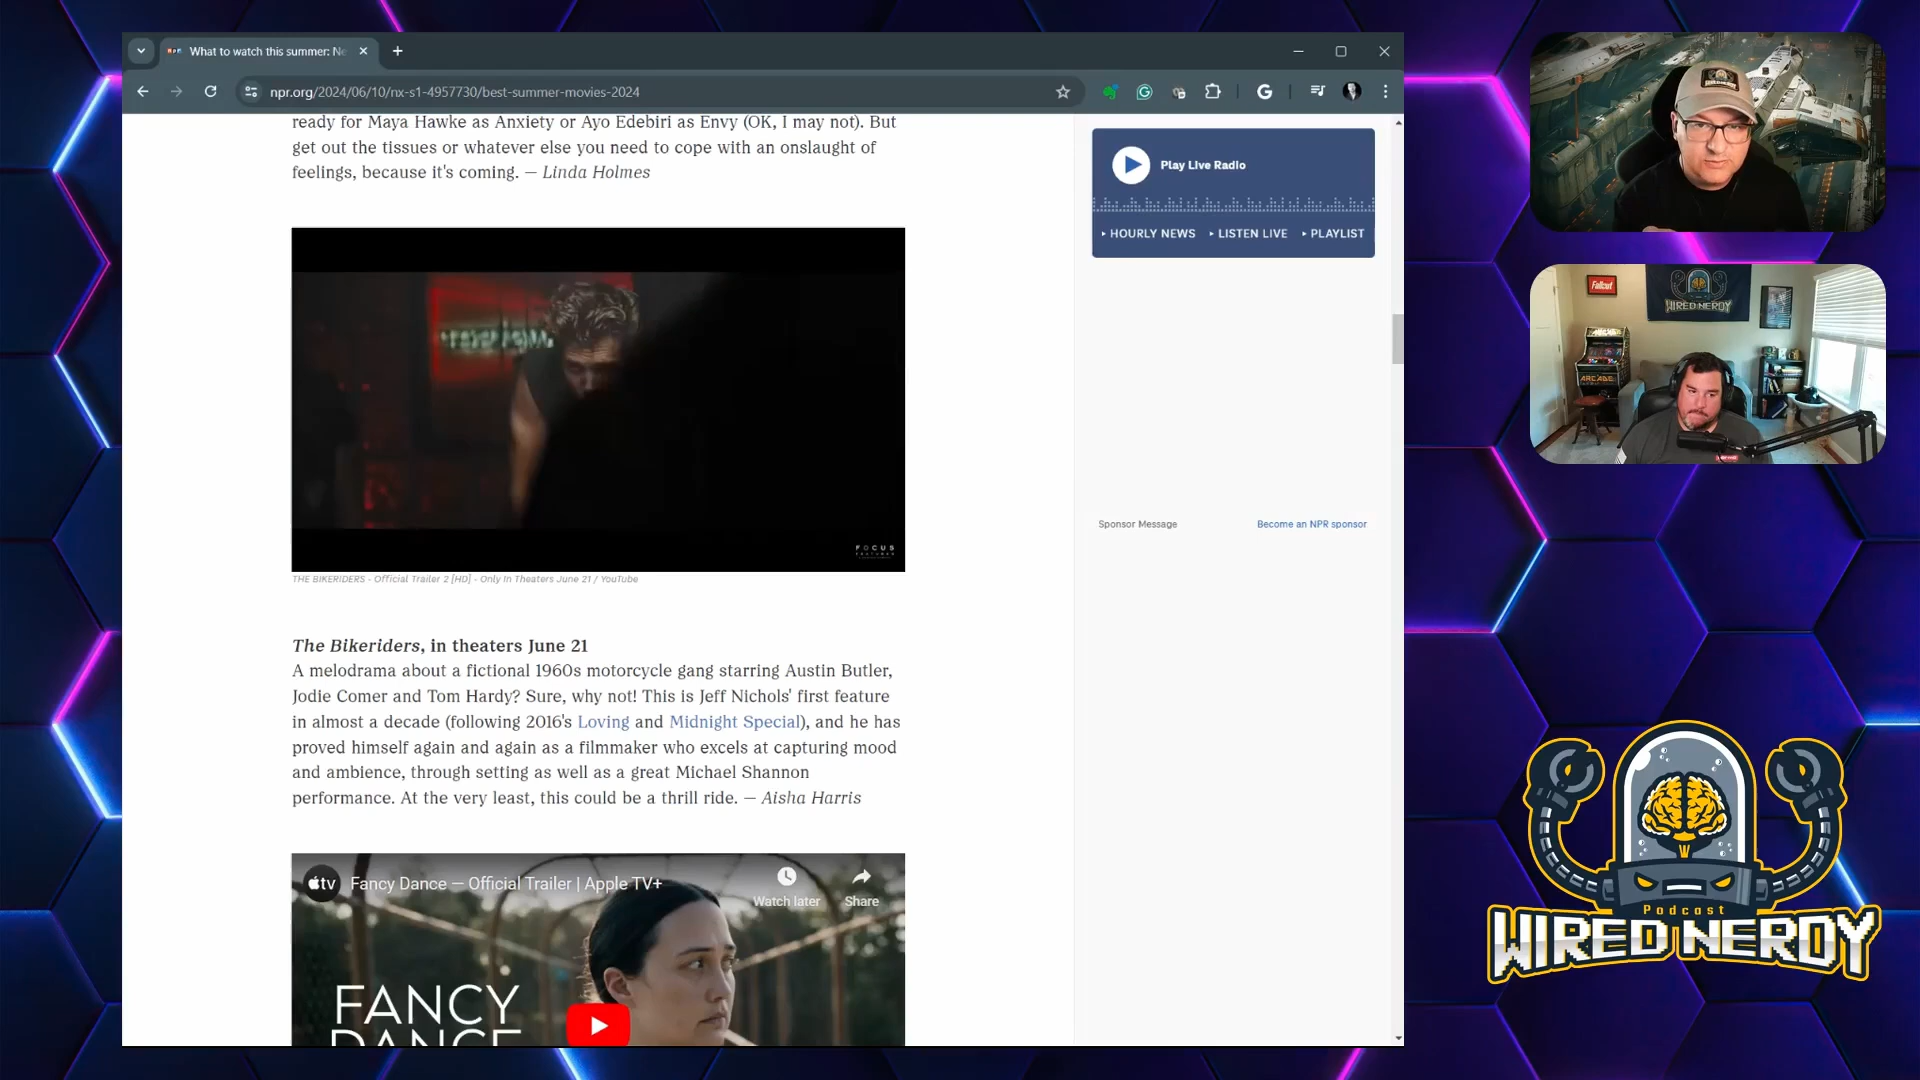 What to watch this summer: Ne
npr.org/2024/06/10/nx-s1-4957730/best-summer-movies-2024
ready for Maya Hawke as Anxiety or Ayo Edebiri as Envy (OK, I may not). But
get out the tissues or whatever else you need to cope with an onslaught of
feelings, because it's coming. — Linda Holmes
FOCUS
FEATURES
THE BIKERIDERS - Official Trailer 2 [HD] - Only In Theaters June 21 / YouTube
The Bikeriders, in theaters June 21
A melodrama about a fictional 1960s motorcycle gang starring Austin Butler,
Jodie Comer and Tom Hardy? Sure, why not! This is Jeff Nichols' first feature
in almost a decade (following 2016's Loving and Midnight Special), and he has
proved himself again and again as a filmmaker who excels at capturing mood
and ambience, through setting as well as a great Michael Shannon
performance. At the very least, this could be a thrill ride. — Aisha Harris
tv Fancy Dance — Official Trailer | Apple TV+
Watch later
Share
FANCY
DANCE
Play Live Radio
HOURLY NEWS
LISTEN LIVE
PLAYLIST
Sponsor Message
Become an NPR sponsor
Fallout
WIRED NERDY
ARCADE
Podcast
WIRED NERDY